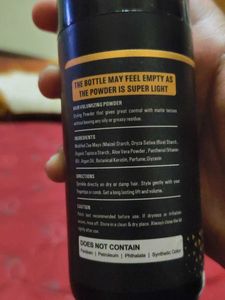 THE BOTTLE MAY FEEL EMPTY AS
THE POWDER IS SUPER LIGHT
HAIR VOLUMIZING POWDER
Styling Powder that gives great control with matte texture
without leaving any oily or greasy residue.
INGREDIENTS
Modified Zea Mays (Maize) Starch, Oryza Sativa (Rice) Starch,
Organic Tapioca Starch, Aloe Vera Powder, Panthenol (Vitamin
B5), Argan Oil, Botanical Keratin, Perfume, Glycerin
DIRECTIONS
Sprinkle directly on dry or damp hair. Style gently with your
fingertips or comb. Get a long lasting lift and volume.
CAUTION
Patch test recommended before use. If dryness or irritation
arises, rinse off. Store in a clean & dry place. Always close the lid
tightly after use.
DOES NOT CONTAIN
Paraben | Petroleum | Phthalate | Synthetic Color